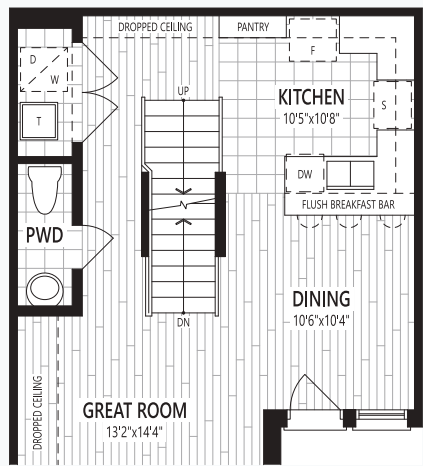 DROPPED CEILING
PANTRY
F
D
W
T
UP
KITCHEN
10'5"x10'8"
S
DW
FLUSH BREAKFAST BAR
PWD
DINING
10'6"x10'4"
DN
DROPPED CEILING
GREAT ROOM
13'2"x14'4"